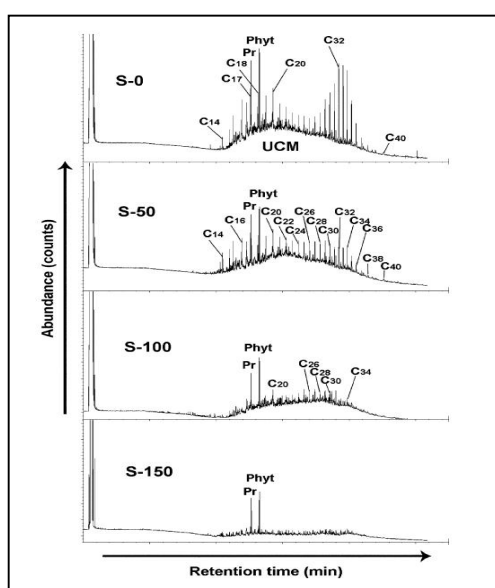 Phyt
Pr
C32
C18
C20
C17
S-0
C14
C40
UCM
Phyt
Pr
S-50
C20
C26
C32
C16
C22
C28
C34
C14
C24
C30
C36
C38
C40
S-100
Phyt
Pr
C26
C28
C34
C20
C30
S-150
Phyt
Pr
Abundance (counts)
Retention time (min)